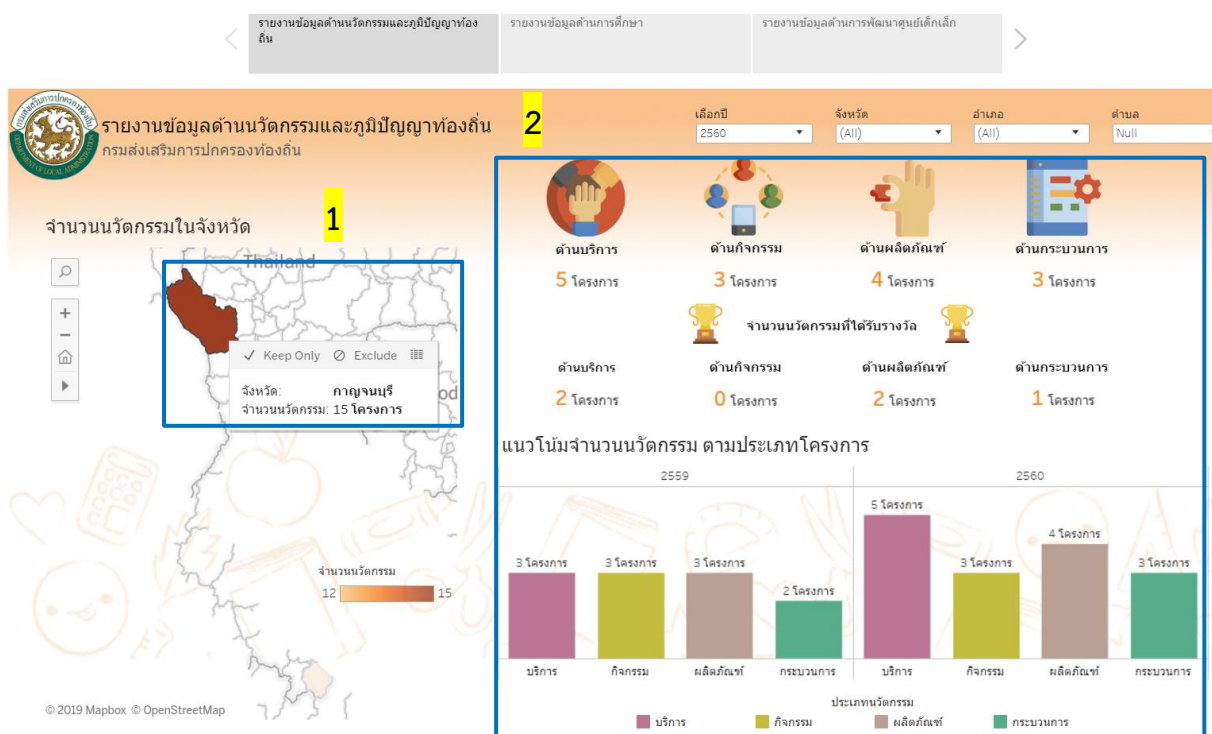 รายงานข้อมูลด้านนวัตกรรมและภูมิปัญญาท้อง
ถิ่น
รายงานข้อมูลด้านการศึกษา
รายงานข้อมูลด้านการพัฒนาศูนย์เด็กเล็ก
กรมส่งเสริมการปกครองท้องถิ่น
DEPARTMENT OF LOCAL ADMINISTRATION
รายงานข้อมูลด้านนวัตกรรมและภูมิปัญญาท้องถิ่น
กรมส่งเสริมการปกครองท้องถิ่น
2
เลือกปี จังหวัด อำเภอ ตำบล
2560 (All) (All) Null
จำนวนนวัตกรรมในจังหวัด
1
Thailand
Keep Only Exclude
จังหวัด: กาญจนบุรี
จำนวนนวัตกรรม: 15 โครงการ
od
จำนวนนวัตกรรม
12 15
© 2019 Mapbox © OpenStreetMap
ด้านบริการ ด้านกิจกรรม ด้านผลิตภัณฑ์ ด้านกระบวนการ
5 โครงการ 3 โครงการ 4 โครงการ 3 โครงการ
จำนวนนวัตกรรมที่ได้รับรางวัล
ด้านบริการ ด้านกิจกรรม ด้านผลิตภัณฑ์ ด้านกระบวนการ
2 โครงการ 0 โครงการ 2 โครงการ 1 โครงการ
แนวโน้มจำนวนนวัตกรรม ตามประเภทโครงการ
2559 2560
3 โครงการ 3 โครงการ 3 โครงการ 2 โครงการ 5 โครงการ 3 โครงการ 4 โครงการ 3 โครงการ
บริการ กิจกรรม ผลิตภัณฑ์ กระบวนการ บริการ กิจกรรม ผลิตภัณฑ์ กระบวนการ
ประเภทนวัตกรรม
บริการ กิจกรรม ผลิตภัณฑ์ กระบวนการ